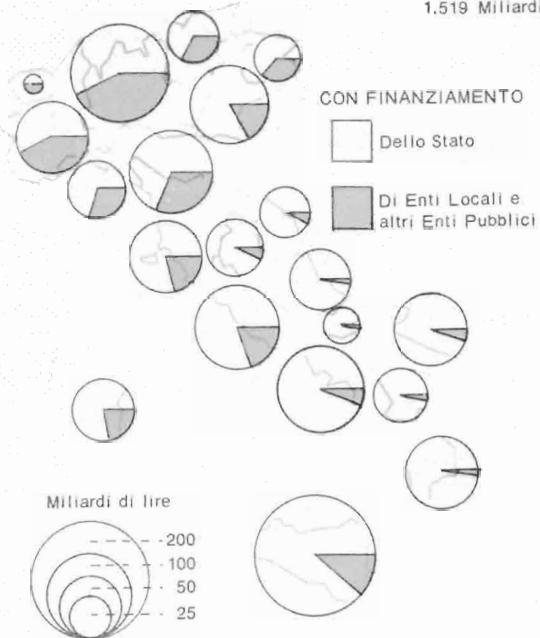 1.519 Miliardi
CON FINANZIAMENTO
Dello Stato
Di Enti Locali e
altri Enti Pubblici
Miliardi di lire
200
100
50
25